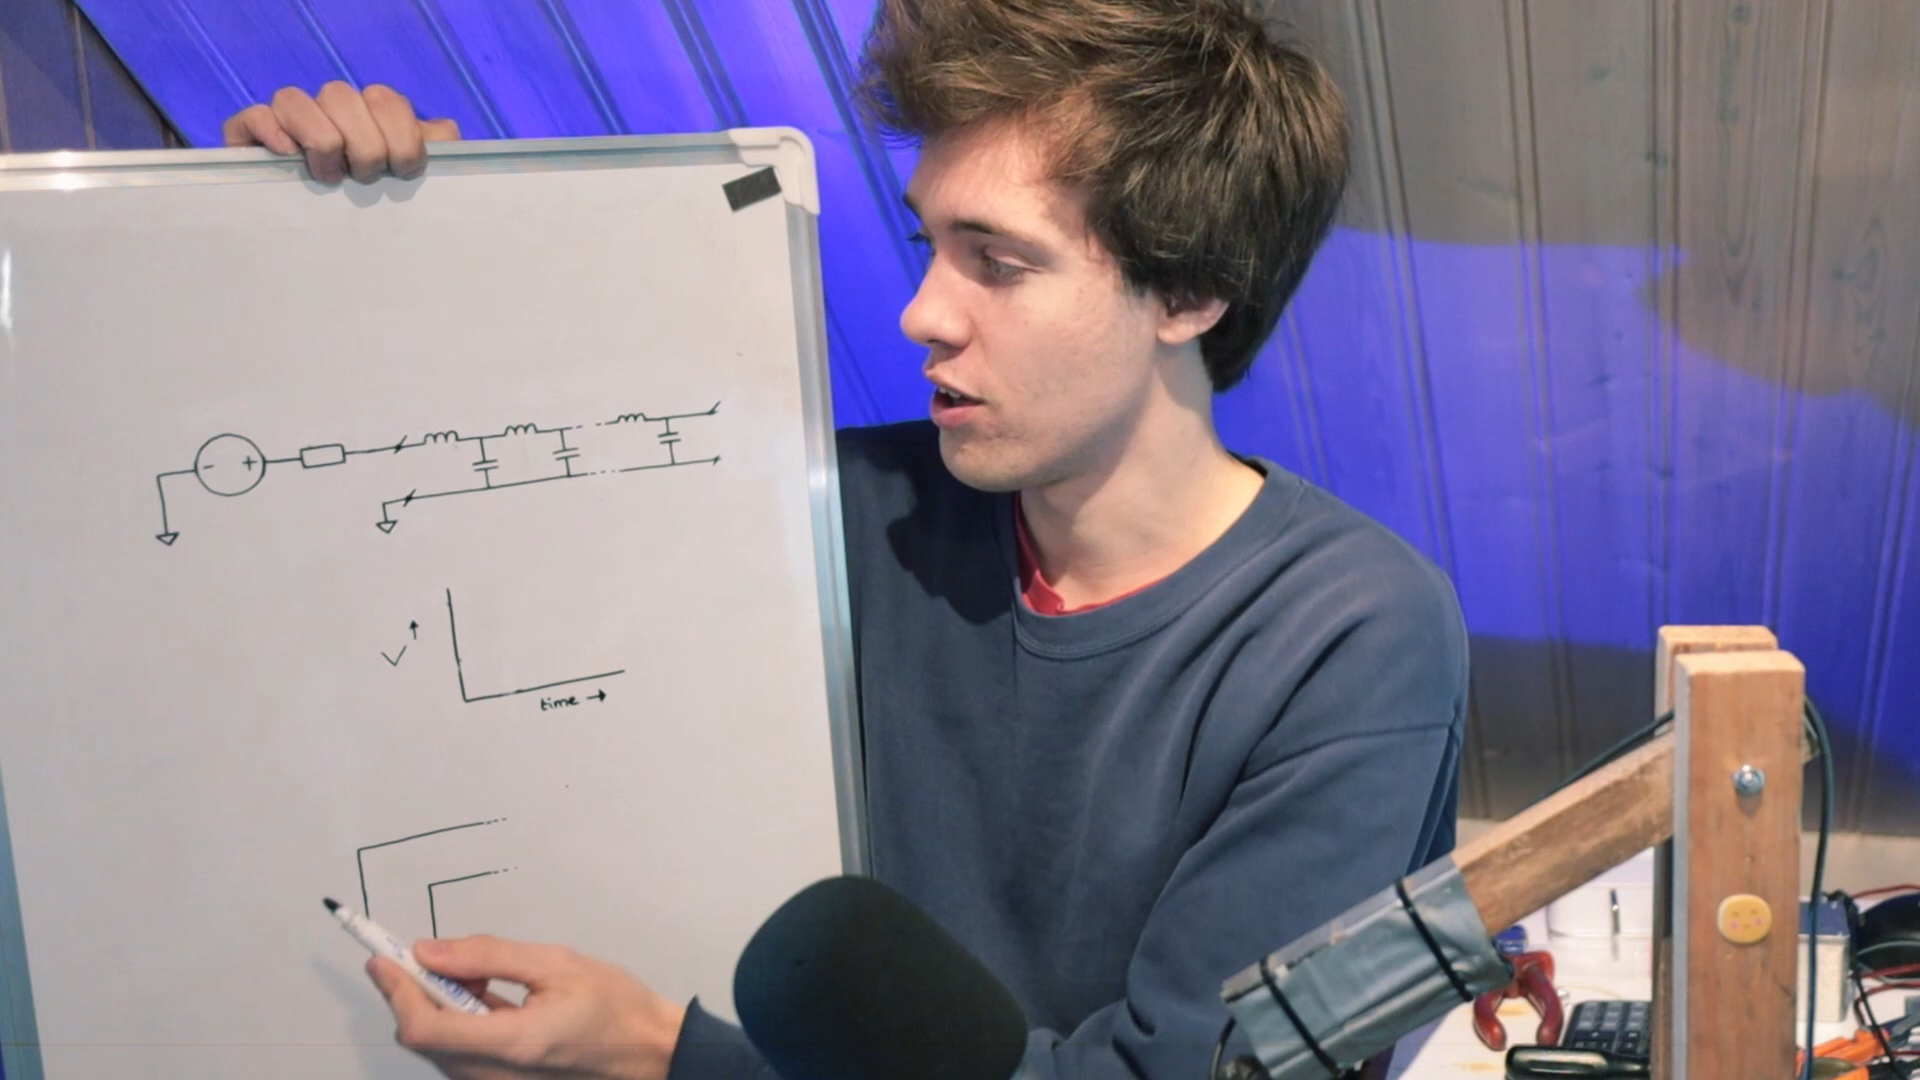 - +
V ↑
time →